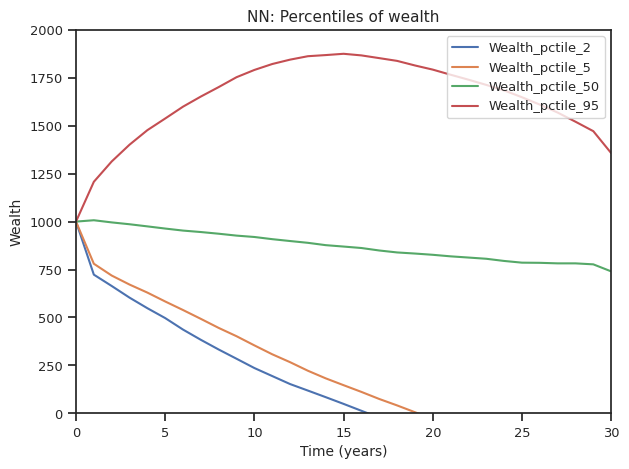 NN: Percentiles of wealth
2000
1750
1500
1250
1000
750
500
250
0
Wealth
Wealth_pctile_2
Wealth_pctile_5
Wealth_pctile_50
Wealth_pctile_95
0 5 10 15 20 25 30
Time (years)